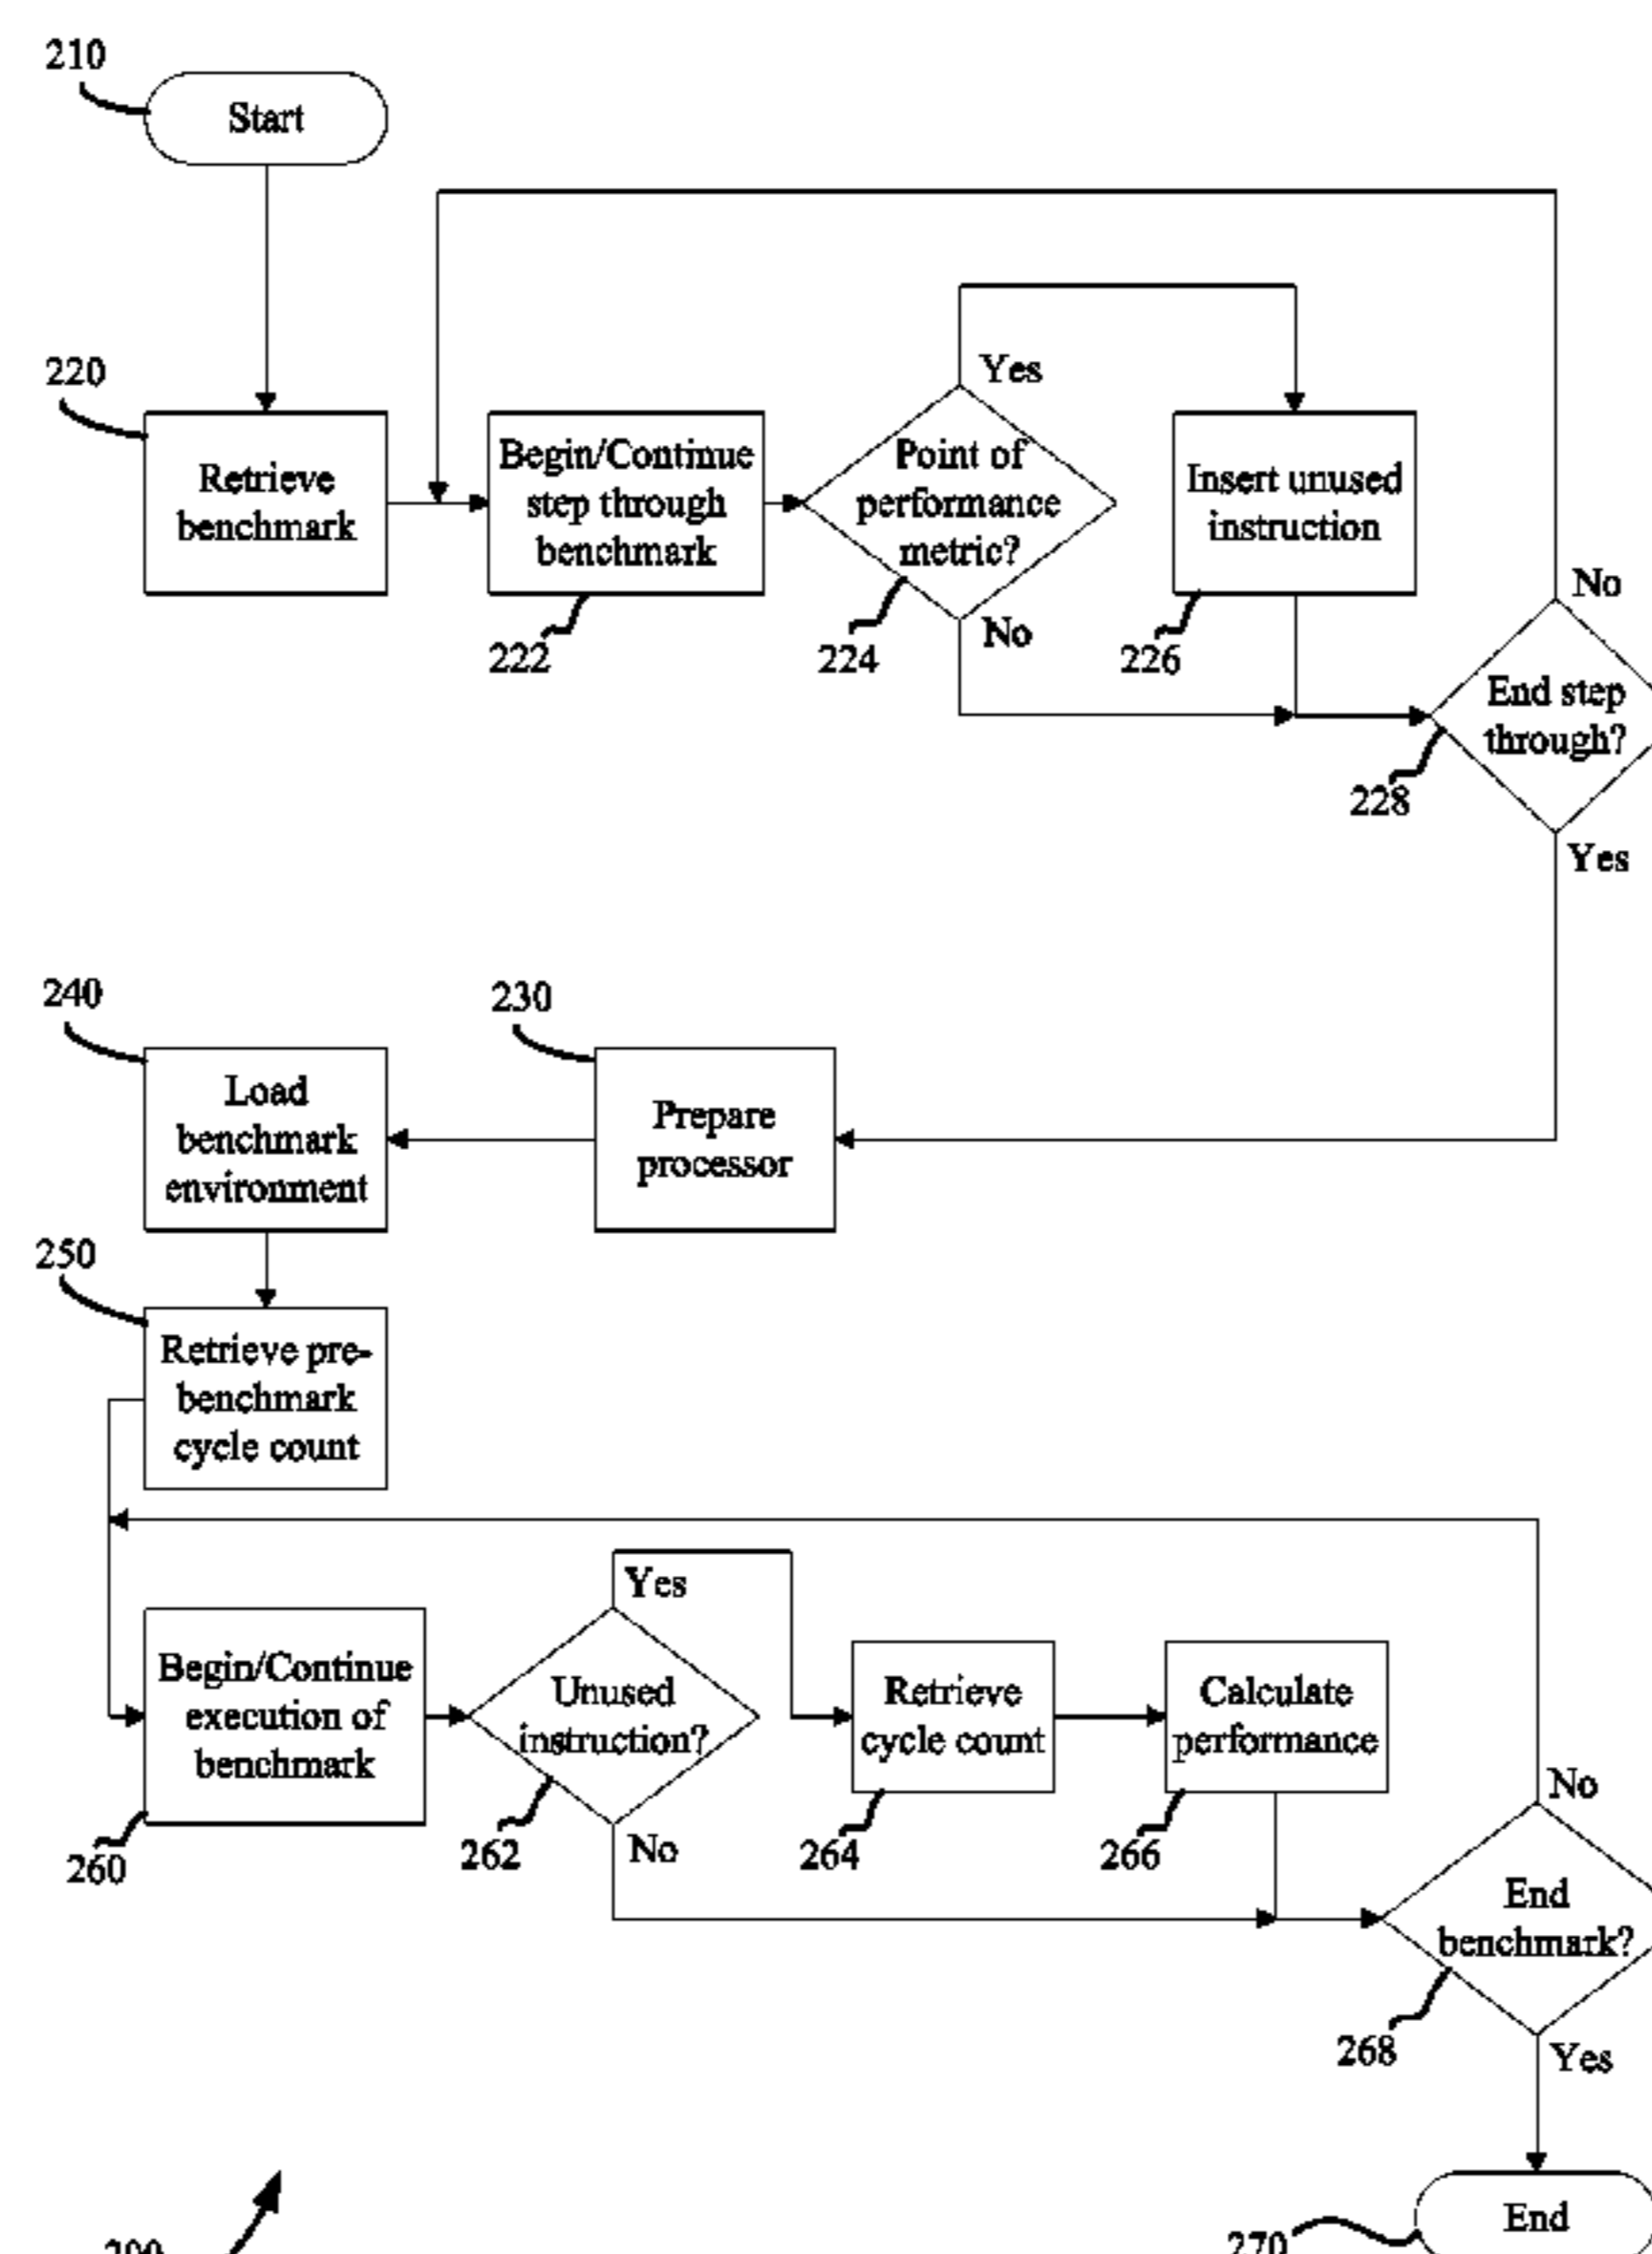 210
Start
220
Retrieve
benchmark
Begin/Continue
step through
benchmark
222
Yes
Point of
performance
metric?
224
No
Insert unused
instruction
226
No
End step
through?
228
Yes
240
Load
benchmark
environment
230
Prepare
processor
250
Retrieve pre-
benchmark
cycle count
Begin/Continue
execution of
benchmark
260
Yes
Unused
instruction?
262
No
Retrieve
cycle count
264
Calculate
performance
266
No
End
benchmark?
268
Yes
End
270